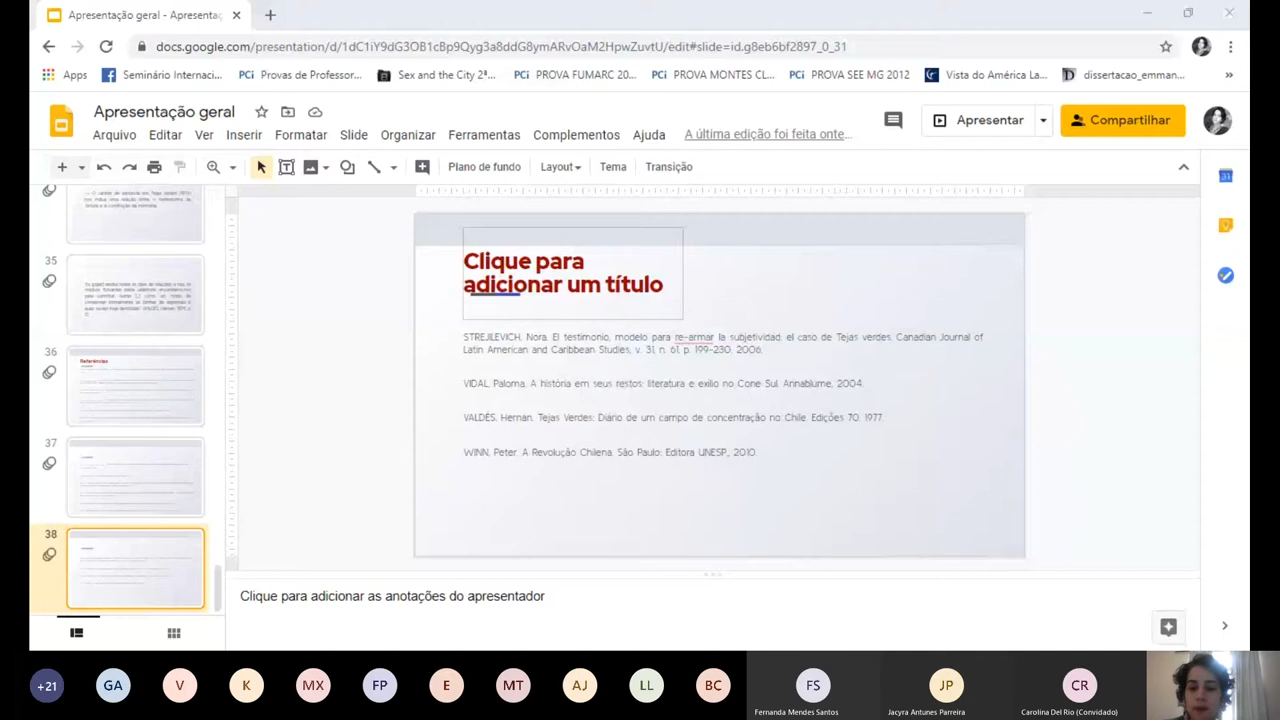 Apresentação geral - Apresentaç
docs.google.com/presentation/d/1dC1iY9dG3OB1cBp9Qyg3a8ddG8ymARvOaM2HpwZuvtU/edit#slide=id.g8eb6bf2897_0_31
Apps Seminário Internaci... PCi Provas de Professor... Sex and the City 2ª... PCi PROVA FUMARC 20... PCi PROVA MONTES CL... PCi PROVA SEE MG 2012 Vista do América La... dissertacao_emman... »
Apresentação geral
Arquivo Editar Ver Inserir Formatar Slide Organizar Ferramentas Complementos Ajuda A última edição foi feita onte...
Apresentar
Compartilhar
Plano de fundo Layout Tema Transição
31
35
36
Referências
37
38
Clique para
adicionar um título
STREJLEVICH, Nora. El testimonio, modelo para re-armar la subjetividad: el caso de Tejas verdes. Canadian Journal of
Latin American and Caribbean Studies, v. 31, n. 61, p. 199-230, 2006.
VIDAL, Paloma. A história em seus restos: literatura e exílio no Cone Sul. Annablume, 2004.
VALDÉS, Hernan. Tejas Verdes: Diário de um campo de concentração no Chile. Edições 70, 1977.
WINN, Peter. A Revolução Chilena. São Paulo: Editora UNESP,, 2010.
Clique para adicionar as anotações do apresentador
+21 GA V K MX FP E MT AJ LL BC FS JP CR
Fernanda Mendes Santos Jacyra Antunes Parreira Carolina Del Rio (Convidado)